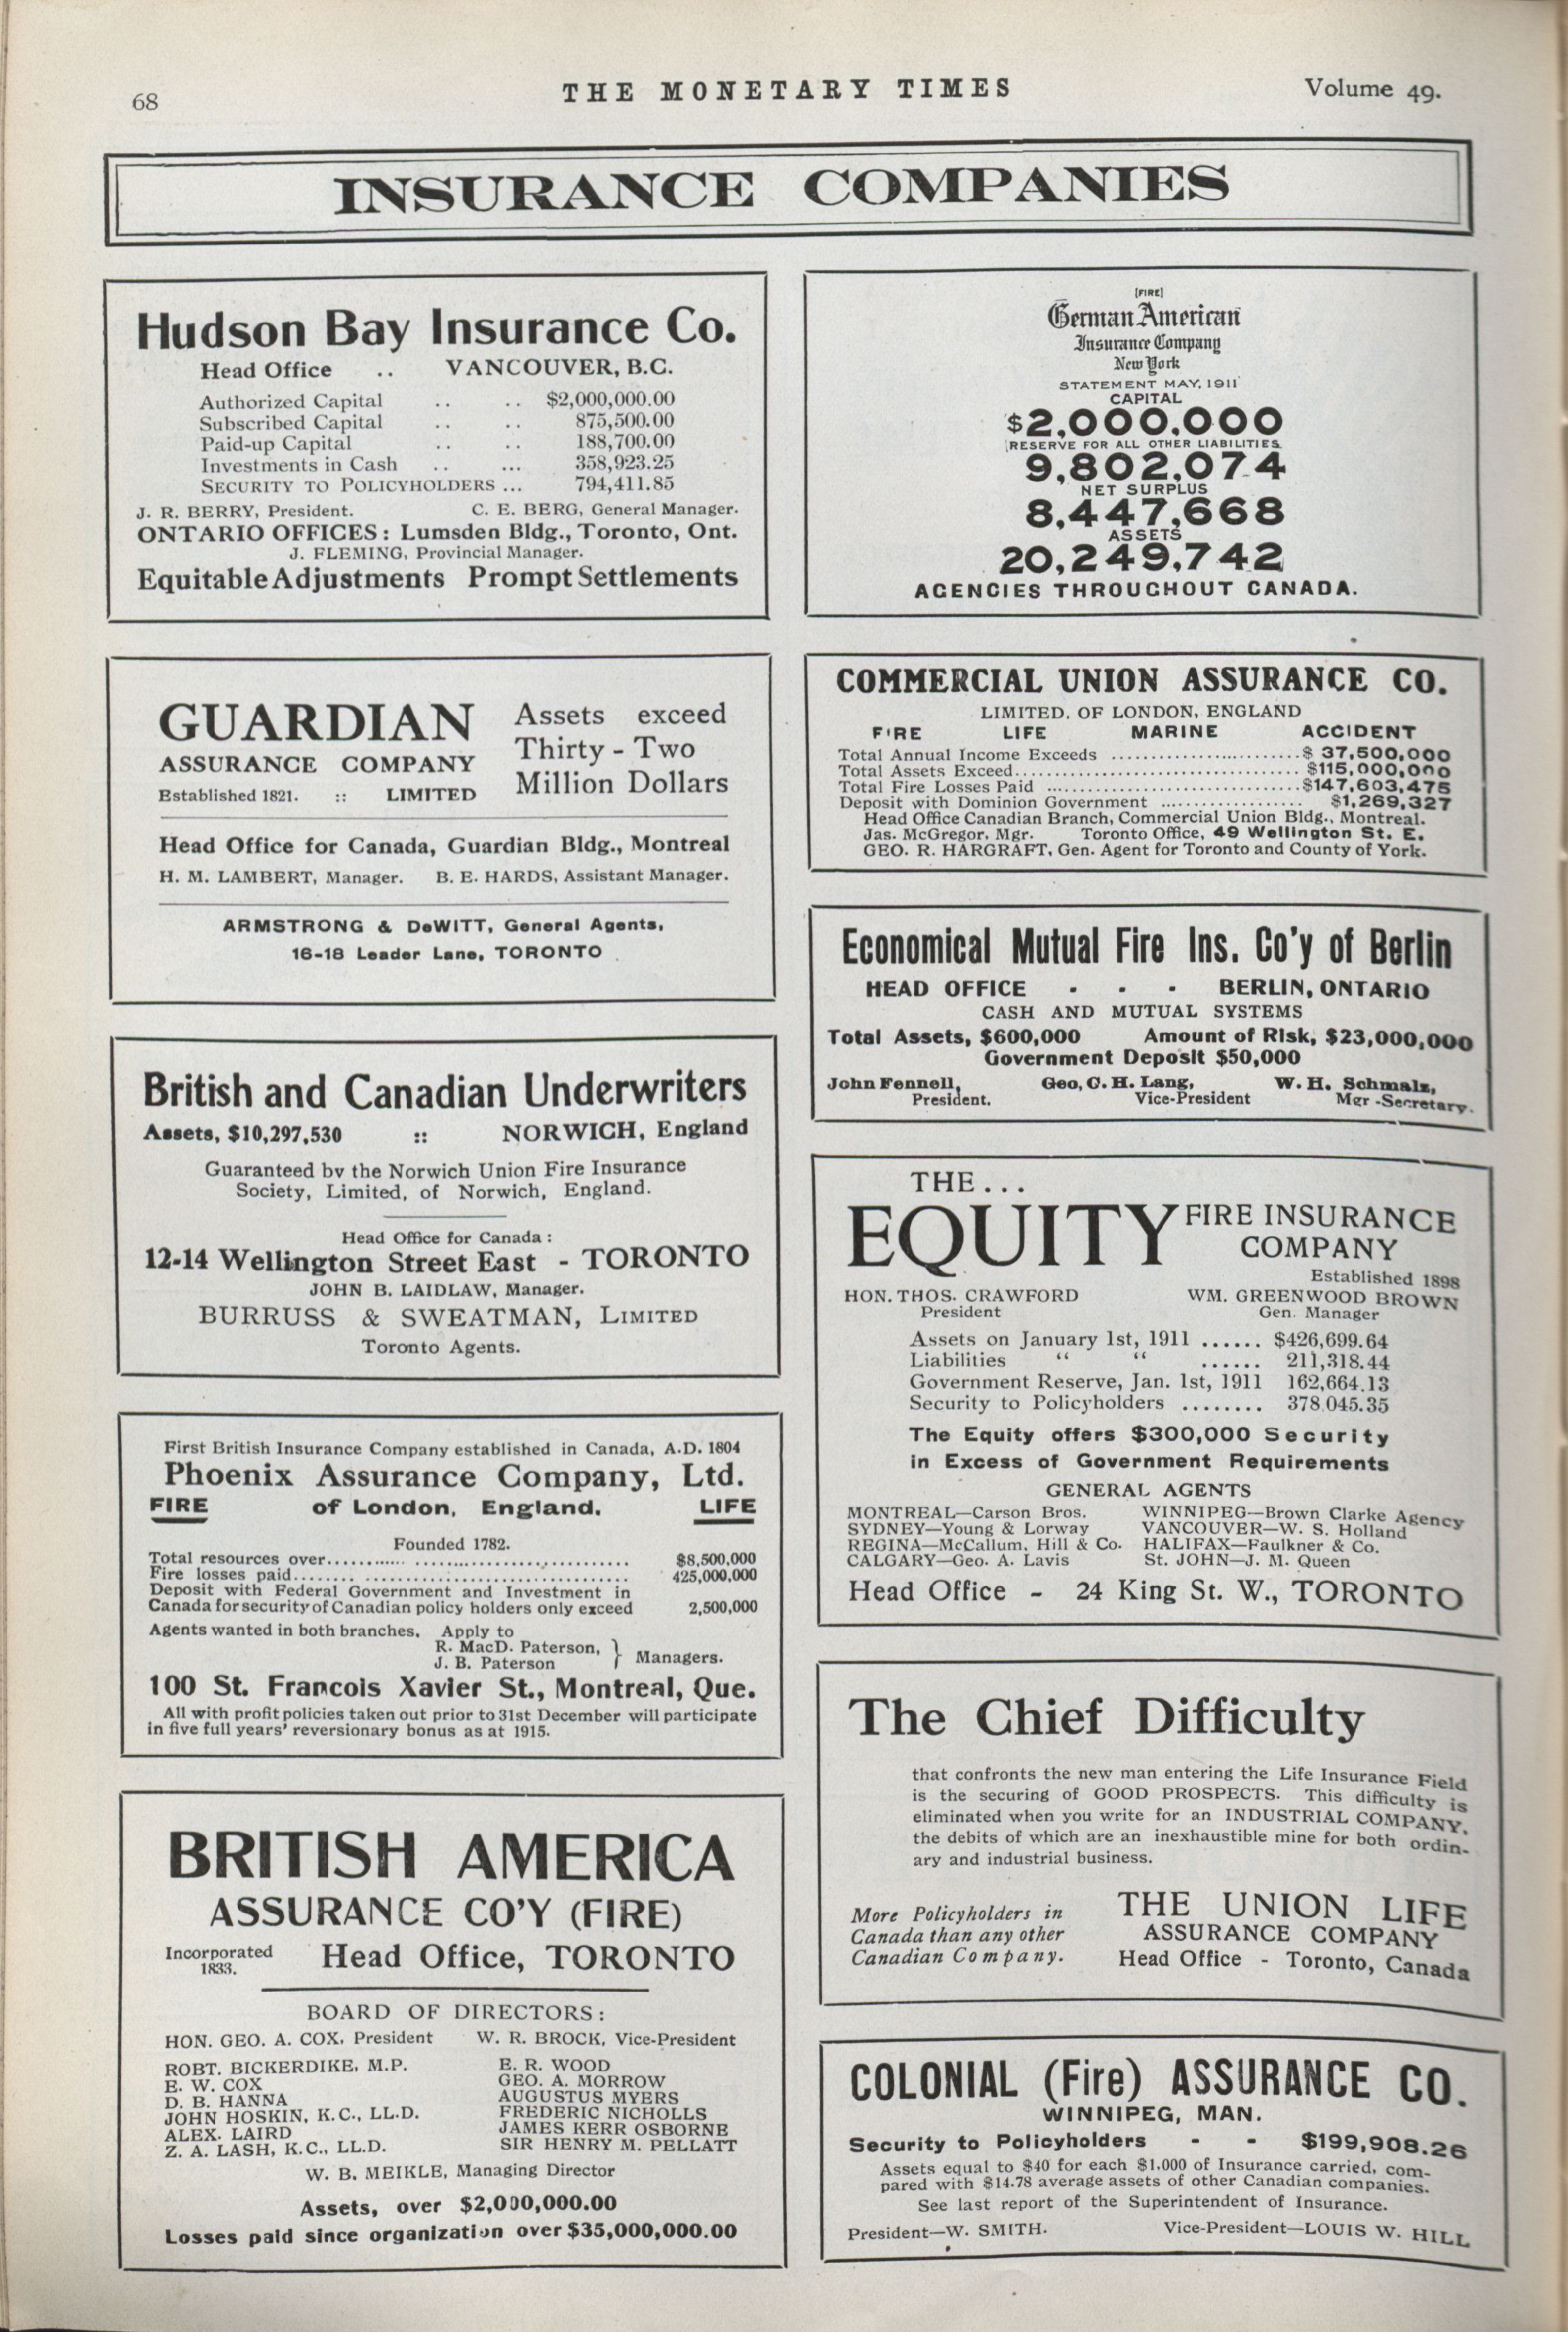 68
THE MONETARY TIMES
Volume 49.
INSURANCE COMPANIES
Hudson Bay Insurance Co.
Head Office .. VANCOUVER, B.C.
Authorized Capital .. .. $2,000,000.00
Subscribed Capital .. .. 875,500.00
Paid-up Capital .. .. 188,700.00
Investments in Cash .. ... 358,923.25
SECURITY TO POLICYHOLDERS ... 794,411.85
J. R. BERRY, President. C. E. BERG, General Manager.
ONTARIO OFFICES: Lumsden Bldg., Toronto, Ont.
J. FLEMING, Provincial Manager.
Equitable Adjustments Prompt Settlements
GUARDIAN
ASSURANCE COMPANY
Established 1821. :: LIMITED
Assets exceed
Thirty - Two
Million Dollars
Head Office for Canada, Guardian Bldg., Montreal
H. M. LAMBERT, Manager. B. E. HARDS, Assistant Manager.
ARMSTRONG & DeWITT, General Agents,
16-18 Leader Lane, TORONTO
British and Canadian Underwriters
Assets, $10,297,530 :: NORWICH, England
Guaranteed by the Norwich Union Fire Insurance
Society, Limited, of Norwich, England.
Head Office for Canada:
12-14 Wellington Street East - TORONTO
JOHN B. LAIDLAW, Manager.
BURRUSS & SWEATMAN, LIMITED
Toronto Agents.
First British Insurance Company established in Canada, A.D. 1804
Phoenix Assurance Company, Ltd.
FIRE of London, England. LIFE
Founded 1782.
Total resources over.............................. $8,500,000
Fire losses paid.............................. 425,000,000
Deposit with Federal Government and Investment in
Canada for security of Canadian policy holders only exceed 2,500,000
Agents wanted in both branches. Apply to
R. MacD. Paterson, } Managers.
J. B. Paterson
100 St. Francois Xavier St., Montreal, Que.
All with profit policies taken out prior to 31st December will participate
in five full years' reversionary bonus as at 1915.
BRITISH AMERICA
ASSURANCE CO'Y (FIRE)
Incorporated 1833. Head Office, TORONTO
BOARD OF DIRECTORS:
HON. GEO. A. COX, President W. R. BROCK, Vice-President
ROBT. BICKERDIKE, M.P. E. R. WOOD
E. W. COX GEO. A. MORROW
D. B. HANNA AUGUSTUS MYERS
JOHN HOSKIN, K.C., LL.D. FREDERIC NICHOLLS
ALEX. LAIRD JAMES KERR OSBORNE
Z. A. LASH, K.C., LL.D. SIR HENRY M. PELLATT
W. B. MEIKLE, Managing Director
Assets, over $2,000,000.00
Losses paid since organization over $35,000,000.00
[FIRE]
German American
Insurance Company
New York
STATEMENT MAY, 1911
CAPITAL
$2,000,000
RESERVE FOR ALL OTHER LIABILITIES
9,802,074
NET SURPLUS
8,447,668
ASSETS
20,249,742
AGENCIES THROUGHOUT CANADA.
COMMERCIAL UNION ASSURANCE CO.
LIMITED, OF LONDON, ENGLAND
FIRE LIFE MARINE ACCIDENT
Total Annual Income Exceeds ..............................$ 37,500,000
Total Assets Exceed..............................$115,000,000
Total Fire Losses Paid ..............................$147,603,475
Deposit with Dominion Government .................. $1,269,327
Head Office Canadian Branch, Commercial Union Bldg., Montreal.
Jas. McGregor, Mgr. Toronto Office, 49 Wellington St. E.
GEO. R. HARGRAFT, Gen. Agent for Toronto and County of York.
Economical Mutual Fire Ins. Co'y of Berlin
HEAD OFFICE - - - BERLIN, ONTARIO
CASH AND MUTUAL SYSTEMS
Total Assets, $600,000 Amount of Risk, $23,000,000
Government Deposit $50,000
John Fennell, Geo. C. H. Lang, W. H. Schmalz,
President. Vice-President Mgr -Secretary.
THE...
EQUITY FIRE INSURANCE
COMPANY
Established 1898
HON. THOS. CRAWFORD WM. GREENWOOD BROWN
President Gen. Manager
Assets on January 1st, 1911 ...... $426,699.64
Liabilities “ “ ...... 211,318.44
Government Reserve, Jan. 1st, 1911 162,664.13
Security to Policyholders ........ 378.045.35
The Equity offers $300,000 Security
in Excess of Government Requirements
GENERAL AGENTS
MONTREAL—Carson Bros. WINNIPEG—Brown Clarke Agency
SYDNEY—Young & Lorway VANCOUVER—W. S. Holland
REGINA—McCallum, Hill & Co. HALIFAX—Faulkner & Co.
CALGARY—Geo. A. Lavis St. JOHN—J. M. Queen
Head Office - 24 King St. W., TORONTO
The Chief Difficulty
that confronts the new man entering the Life Insurance Field
is the securing of GOOD PROSPECTS. This difficulty is
eliminated when you write for an INDUSTRIAL COMPANY,
the debits of which are an inexhaustible mine for both ordin-
ary and industrial business.
More Policyholders in
Canada than any other
Canadian Company.
THE UNION LIFE
ASSURANCE COMPANY
Head Office - Toronto, Canada
COLONIAL (Fire) ASSURANCE CO.
WINNIPEG, MAN.
Security to Policyholders - - $199,908.26
Assets equal to $40 for each $1.000 of Insurance carried, com-
pared with $14.78 average assets of other Canadian companies.
See last report of the Superintendent of Insurance.
President—W. SMITH. Vice-President—LOUIS W. HILL